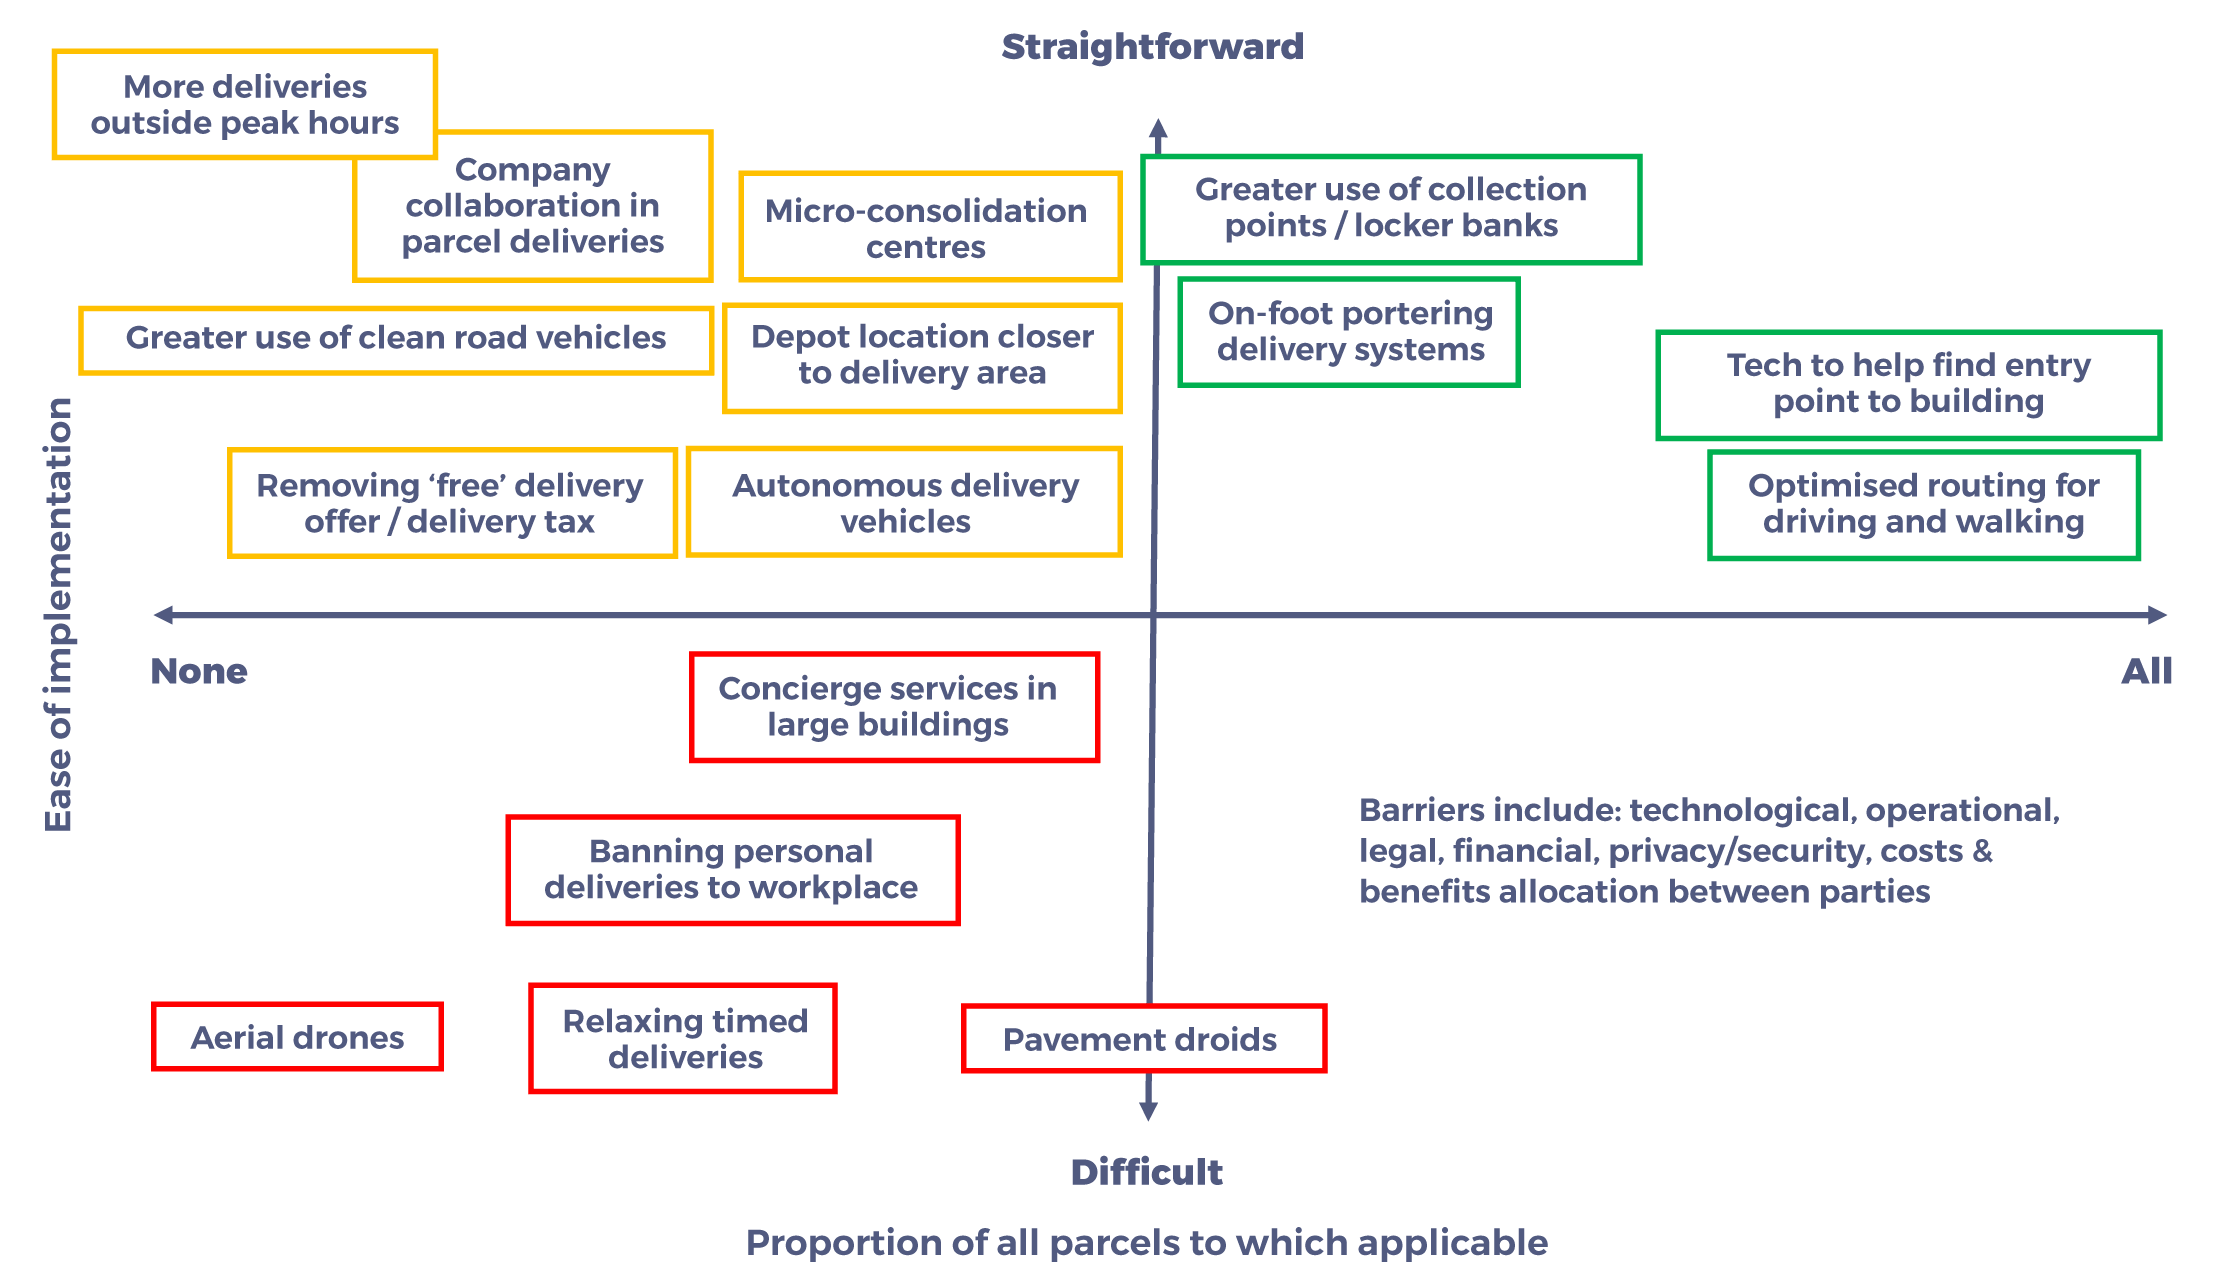 Straightforward
More deliveries
outside peak hours
Company
collaboration in
parcel deliveries
Micro-consolidation
centres
Greater use of collection
points / locker banks
Greater use of clean road vehicles
Depot location closer
to delivery area
On-foot portering
delivery systems
Tech to help find entry
point to building
Removing ‘free’ delivery
offer / delivery tax
Autonomous delivery
vehicles
Optimised routing for
driving and walking
Ease of implementation
None
All
Concierge services in
large buildings
Banning personal
deliveries to workplace
Barriers include: technological, operational,
legal, financial, privacy/security, costs &
benefits allocation between parties
Aerial drones
Relaxing timed
deliveries
Pavement droids
Difficult
Proportion of all parcels to which applicable